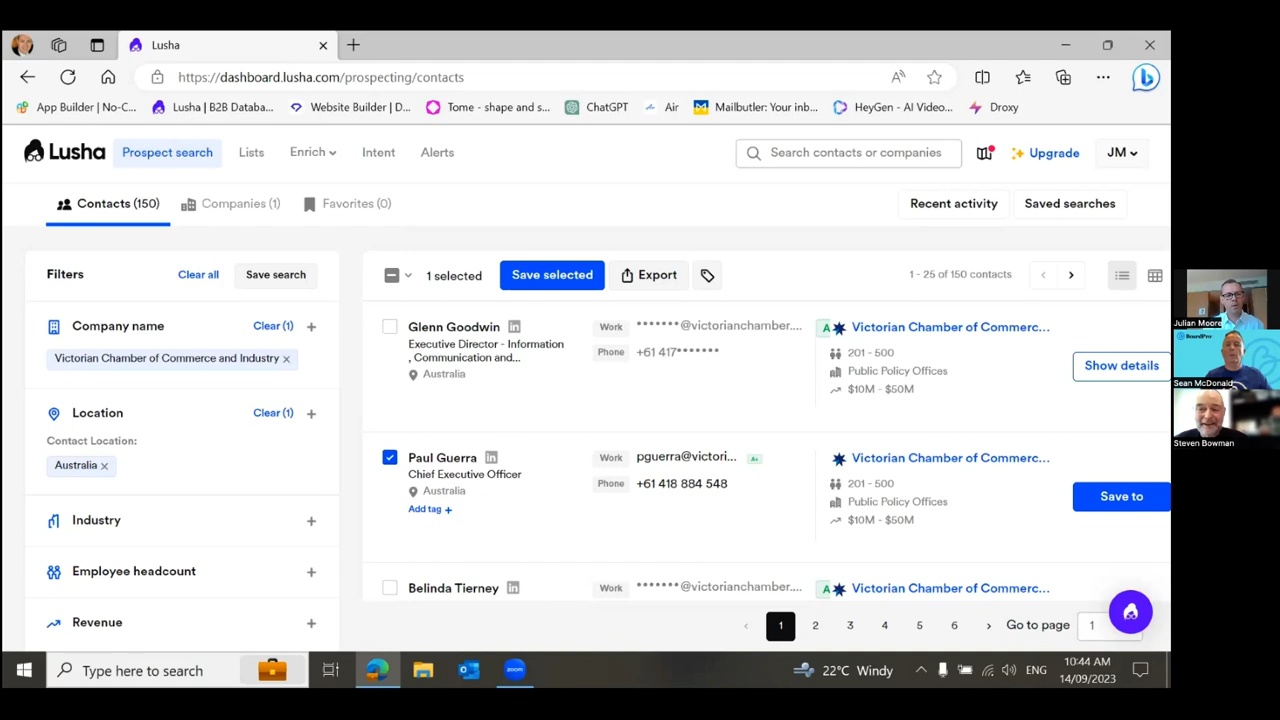 Lusha
https://dashboard.lusha.com/prospecting/contacts
App Builder | No-C...
Lusha | B2B Databa...
Website Builder | D...
Tome - shape and s...
ChatGPT
Air
Mailbutler: Your inb...
HeyGen - AI Video...
Droxy
Lusha
Prospect search
Lists
Enrich
Intent
Alerts
Search contacts or companies
Upgrade
JM
Contacts (150)
Companies (1)
Favorites (0)
Recent activity
Saved searches
Filters
Clear all
Save search
1 selected
Save selected
Export
1 - 25 of 150 contacts
Company name
Clear (1)
Victorian Chamber of Commerce and Industry
Location
Clear (1)
Contact Location:
Australia
Industry
Employee headcount
Revenue
Glenn Goodwin
Executive Director - Information
, Communication and...
Australia
Work
•••••••@victorianchamber....
Phone
+61 417•••••••
A
Victorian Chamber of Commerc...
201 - 500
Public Policy Offices
$10M - $50M
Show details
Paul Guerra
Chief Executive Officer
Australia
Add tag +
Work
pguerra@victori...
A+
Phone
+61 418 884 548
Victorian Chamber of Commerc...
201 - 500
Public Policy Offices
$10M - $50M
Save to
Belinda Tierney
Work
•••••••@victorianchamber....
A
Victorian Chamber of Commerc...
1
2
3
4
5
6
Go to page
1
Julian Moore
BoardPro
Sean McDonald
Steven Bowman
Type here to search
22°C Windy
ENG
10:44 AM
14/09/2023